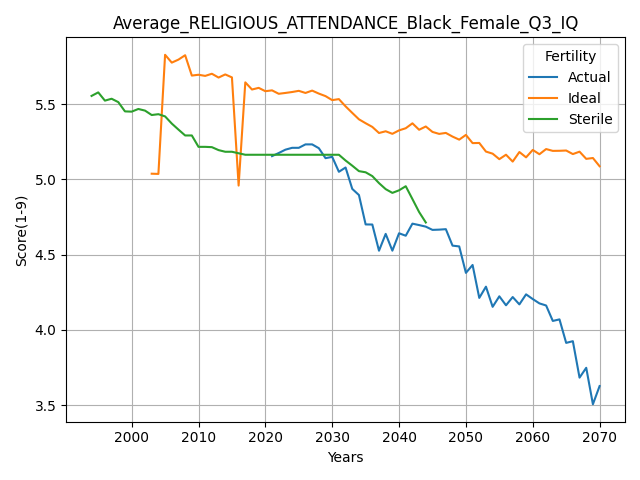 Average_RELIGIOUS_ATTENDANCE_Black_Female_Q3_IQ
Fertility
Actual
Ideal
Sterile
Score(1-9)
5.5
5.0
4.5
4.0
3.5
2000 2010 2020 2030 2040 2050 2060 2070
Years